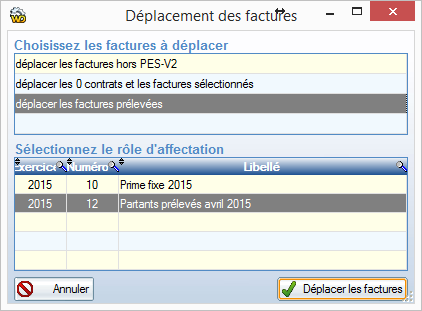 Déplacement des factures
Choisissez les factures à déplacer
déplacer les factures hors PES-V2
déplacer les 0 contrats et les factures sélectionnés
déplacer les factures prélevées
Sélectionnez le rôle d'affectation
Exercice Numéro Libellé
2015 10 Prime fixe 2015
2015 12 Partants prélevés avril 2015
Annuler Déplacer les factures